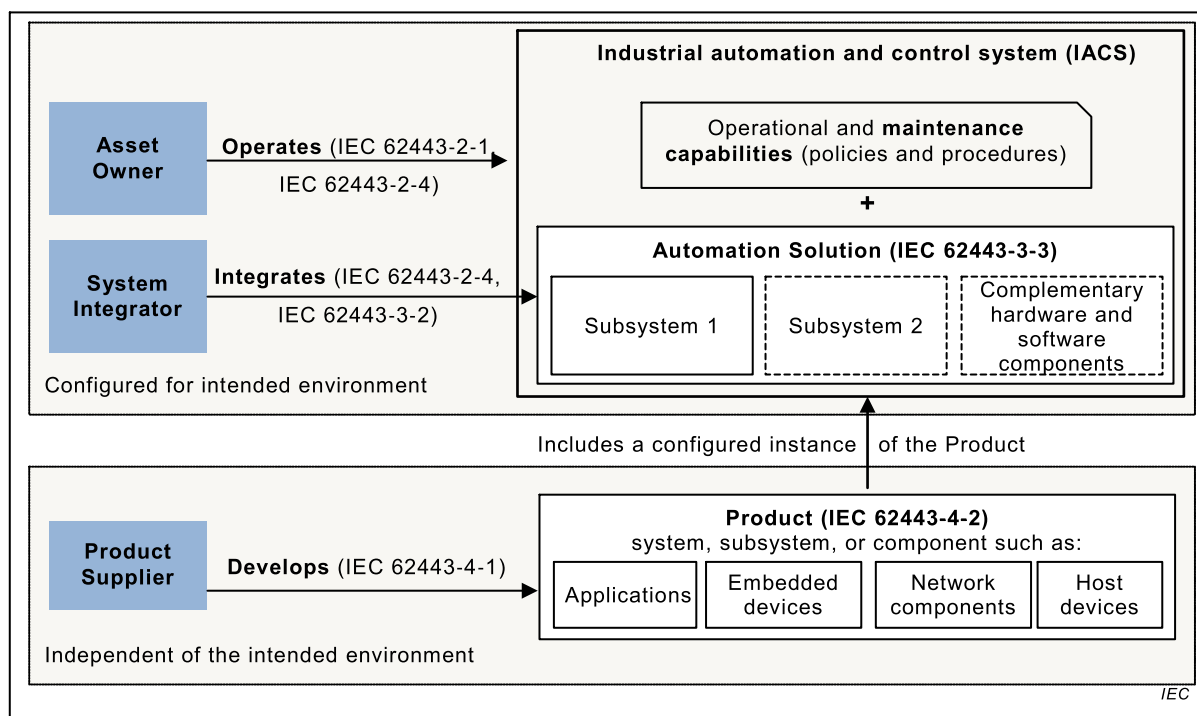 Industrial automation and control system (IACS)
Asset
Owner
Operates (IEC 62443-2-1,
IEC 62443-2-4)
Operational and maintenance
capabilities (policies and procedures)
+
System
Integrator
Integrates (IEC 62443-2-4,
IEC 62443-3-2)
Automation Solution (IEC 62443-3-3)
Subsystem 1
Subsystem 2
Complementary
hardware and
software
components
Configured for intended environment
Includes a configured instance of the Product
Product
Supplier
Develops (IEC 62443-4-1)
Product (IEC 62443-4-2)
system, subsystem, or component such as:
Applications
Embedded
devices
Network
components
Host
devices
Independent of the intended environment
IEC